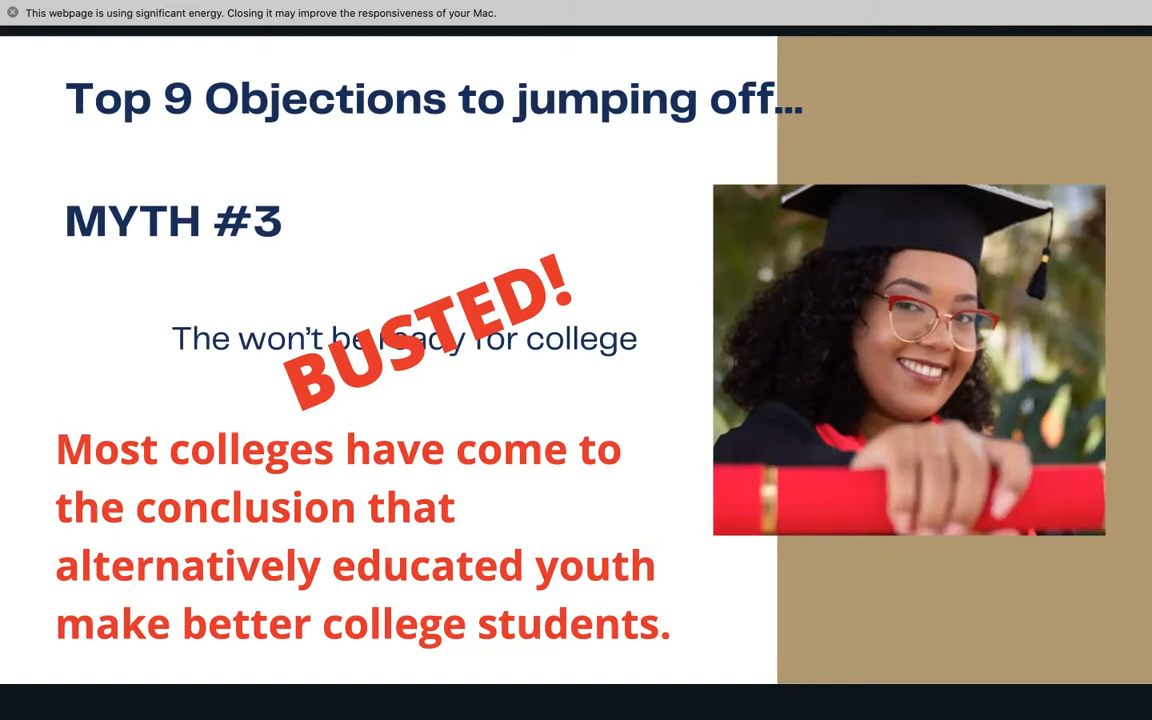 This webpage is using significant energy. Closing it may improve the responsiveness of your Mac.
Top 9 Objections to jumping off...
MYTH #3
BUSTED!
The won't be ready for college
Most colleges have come to
the conclusion that
alternatively educated youth
make better college students.